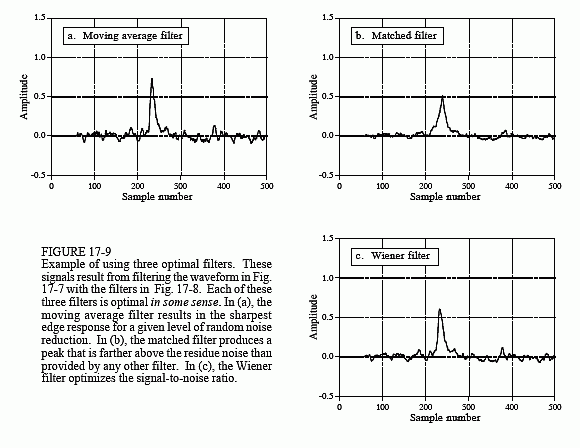 1.5
a. Moving average filter
1.0
0.5
0.0
-0.5
Amplitude
0 100 200 300 400 500
Sample number
1.5
b. Matched filter
1.0
0.5
0.0
-0.5
Amplitude
0 100 200 300 400 500
Sample number
FIGURE 17-9
Example of using three optimal filters. These
signals result from filtering the waveform in Fig.
17-7 with the filters in Fig. 17-8. Each of these
three filters is optimal in some sense. In (a), the
moving average filter results in the sharpest
edge response for a given level of random noise
reduction. In (b), the matched filter produces a
peak that is farther above the residue noise than
provided by any other filter. In (c), the Wiener
filter optimizes the signal-to-noise ratio.
1.5
c. Wiener filter
1.0
0.5
0.0
-0.5
Amplitude
0 100 200 300 400 500
Sample number